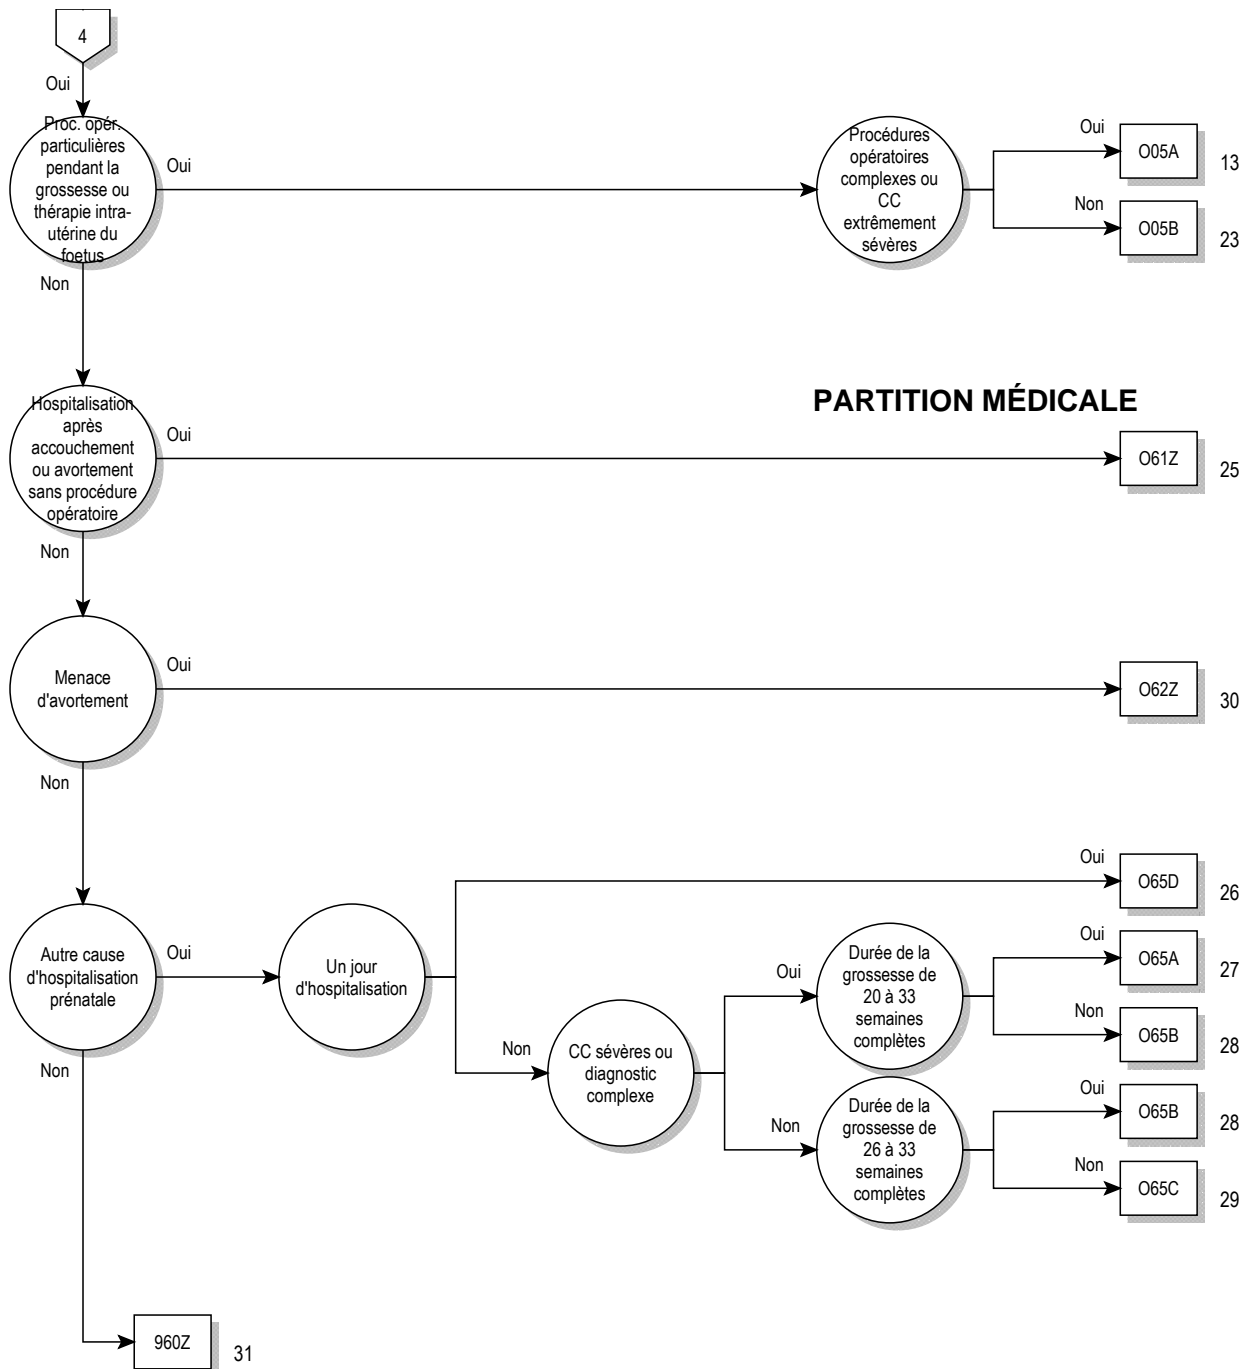 4
Oui
Proc. opér.
particulières
pendant la
grossesse ou
thérapie intra-
utérine du
foetus
Oui
Procédures
opératoires
complexes ou
CC
extrêmement
sévères
Oui
O05A
13
Non
O05B
23
Non
PARTITION MÉDICALE
Hospitalisation
après
accouchement
ou avortement
sans procédure
opératoire
Oui
O61Z
25
Non
Menace
d'avortement
Oui
O62Z
30
Non
Autre cause
d'hospitalisation
prénatale
Oui
Un jour
d'hospitalisation
Oui
O65D
26
Non
CC sévères ou
diagnostic
complexe
Oui
Durée de la
grossesse de
20 à 33
semaines
complètes
Oui
O65A
27
Non
O65B
28
Non
Durée de la
grossesse de
26 à 33
semaines
complètes
Oui
O65B
28
Non
O65C
29
Non
960Z
31